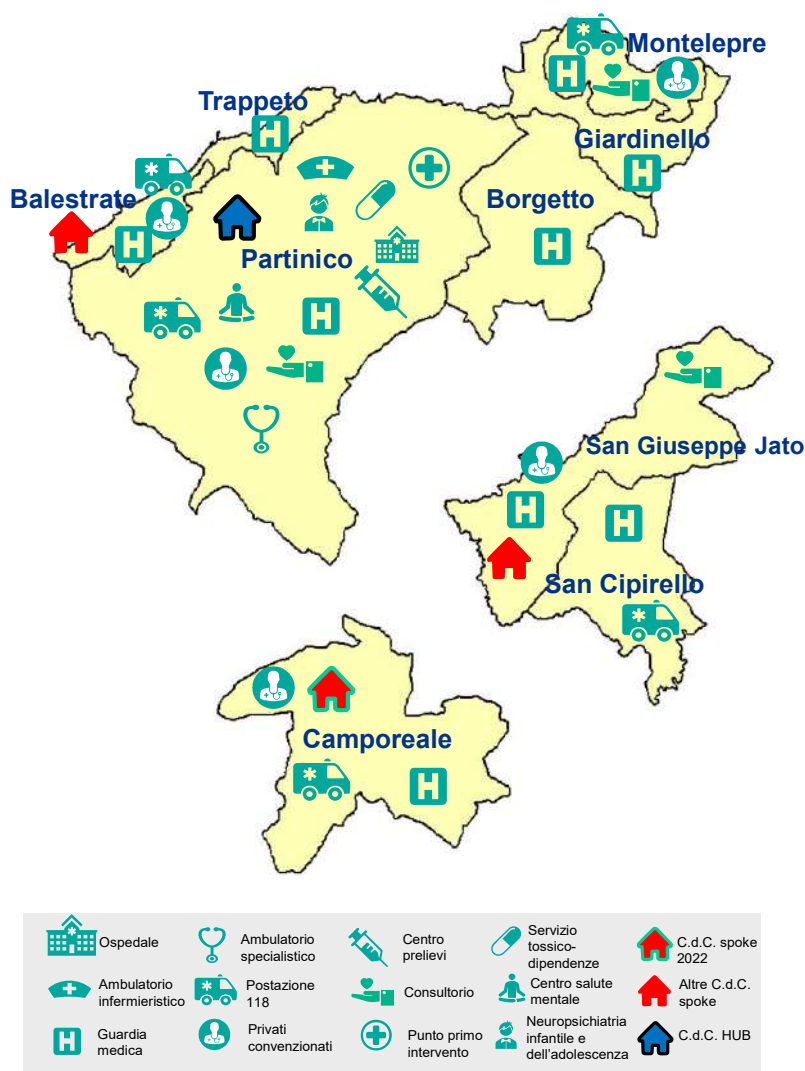 Montelepre
Trappeto
Giardinello
Balestrate
Borgetto
Partinico
San Giuseppe Jato
San Cipirello
Camporeale
Ospedale
Ambulatorio
specialistico
Centro
prelievi
Servizio
tossico-
dipendenze
C.d.C. spoke
2022
Ambulatorio
infermieristico
Postazione
118
Consultorio
Centro salute
mentale
Altre C.d.C.
spoke
Guardia
medica
Privati
convenzionati
Punto primo
intervento
Neuropsichiatria
infantile e
dell'adolescenza
C.d.C. HUB